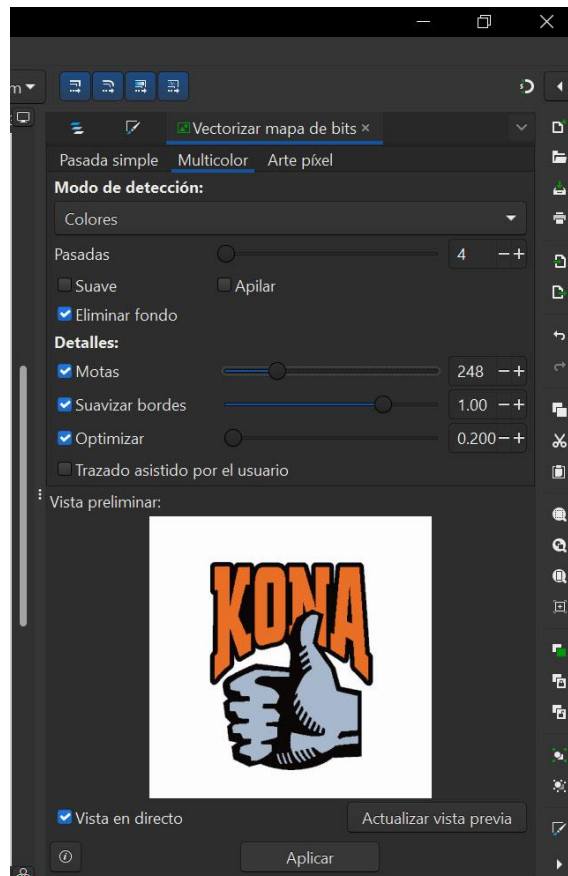 m
Vectorizar mapa de bits ×
Pasada simple Multicolor Arte píxel
Modo de detección:
Colores
Pasadas 4 − +
Suave Apilar
Eliminar fondo
Detalles:
Motas 248 − +
Suavizar bordes 1.00 − +
Optimizar 0.200 − +
Trazado asistido por el usuario
Vista preliminar:
KONA
Vista en directo Actualizar vista previa
Aplicar